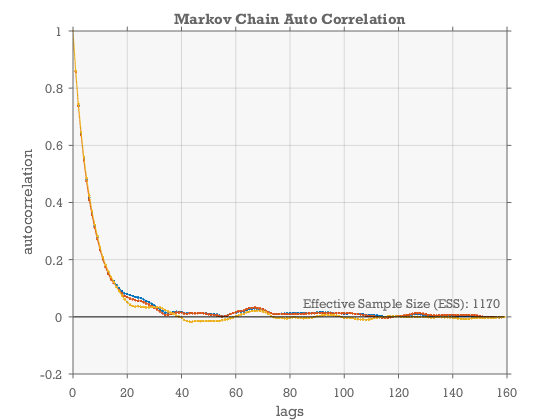 Markov Chain Auto Correlation
1
0.8
0.6
0.4
0.2
0
-0.2
autocorrelation
Effective Sample Size (ESS): 1170
0 20 40 60 80 100 120 140 160
lags